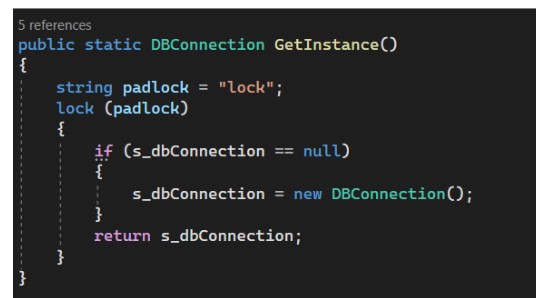 5 references
public static DBConnection GetInstance()
{
string padlock = "lock";
lock (padlock)
{
if (s_dbConnection == null)
{
s_dbConnection = new DBConnection();
}
return s_dbConnection;
}
}